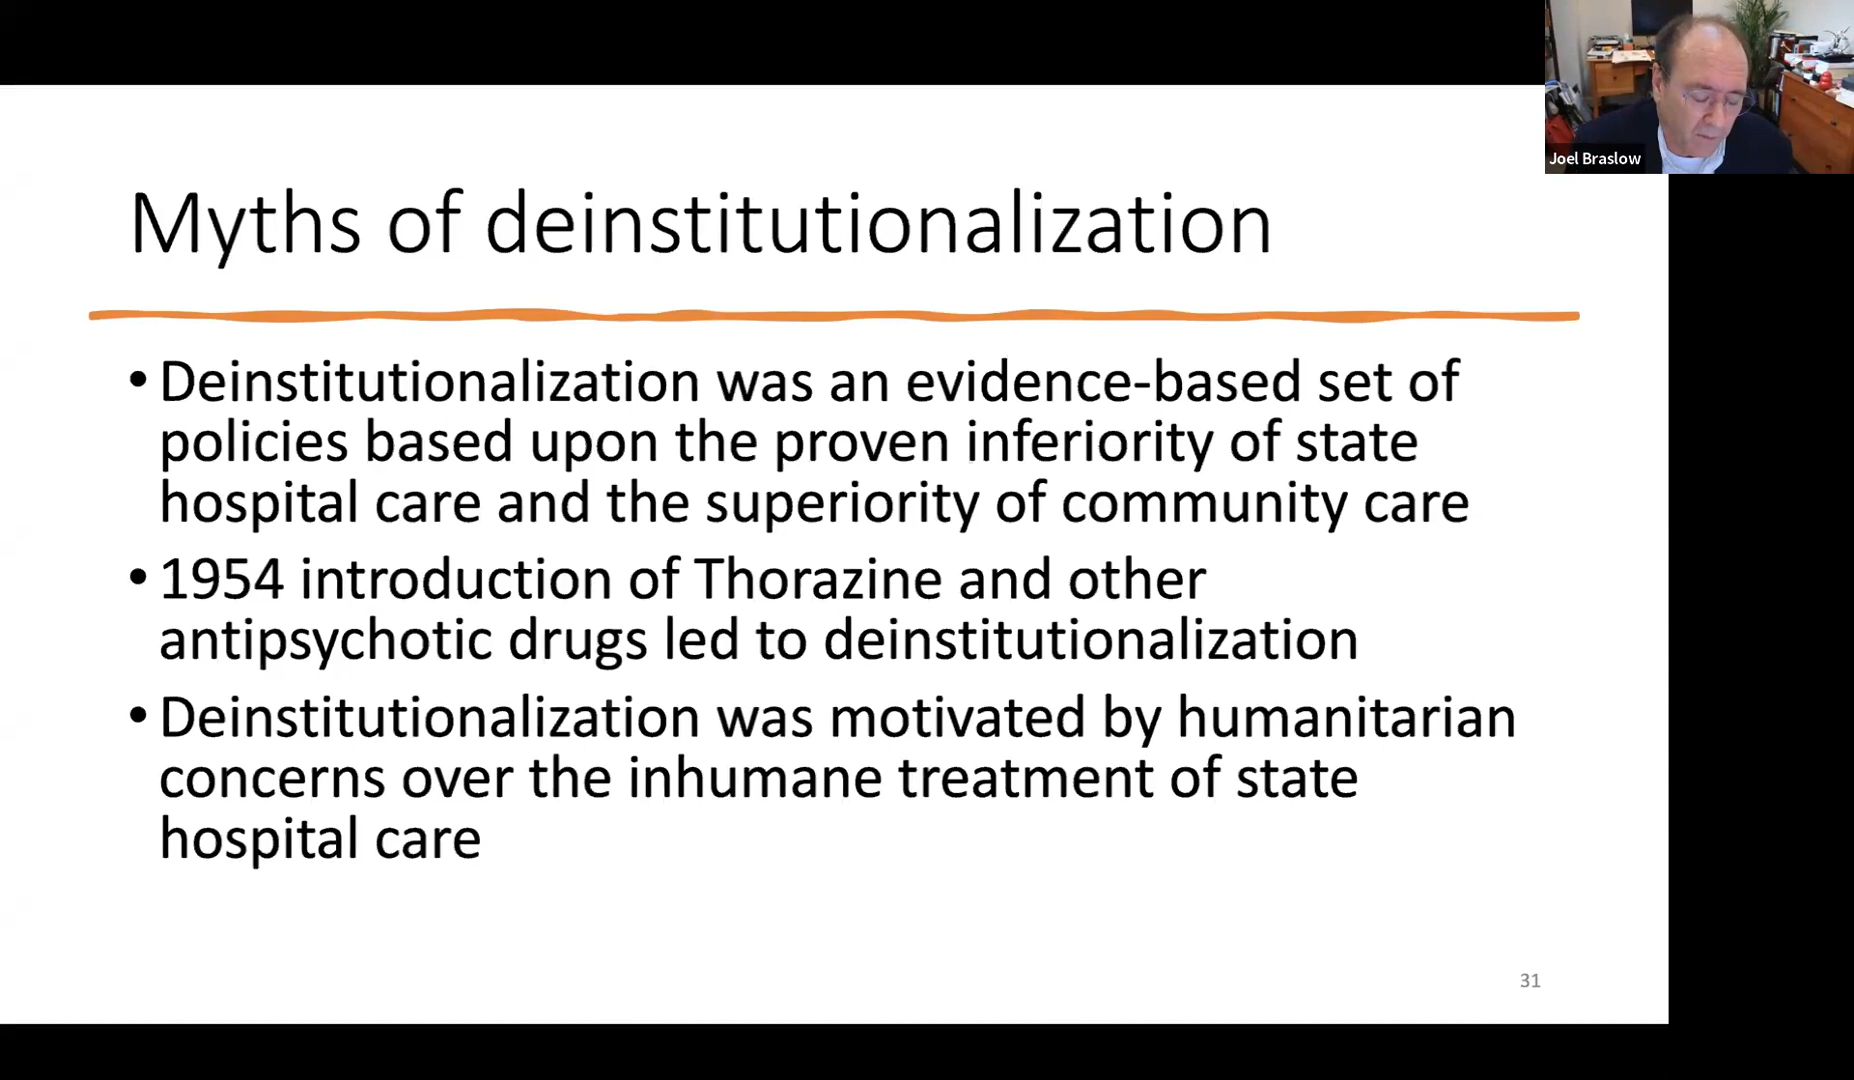 Joel Braslow
Myths of deinstitutionalization
• Deinstitutionalization was an evidence-based set of
policies based upon the proven inferiority of state
hospital care and the superiority of community care
• 1954 introduction of Thorazine and other
antipsychotic drugs led to deinstitutionalization
• Deinstitutionalization was motivated by humanitarian
concerns over the inhumane treatment of state
hospital care
31